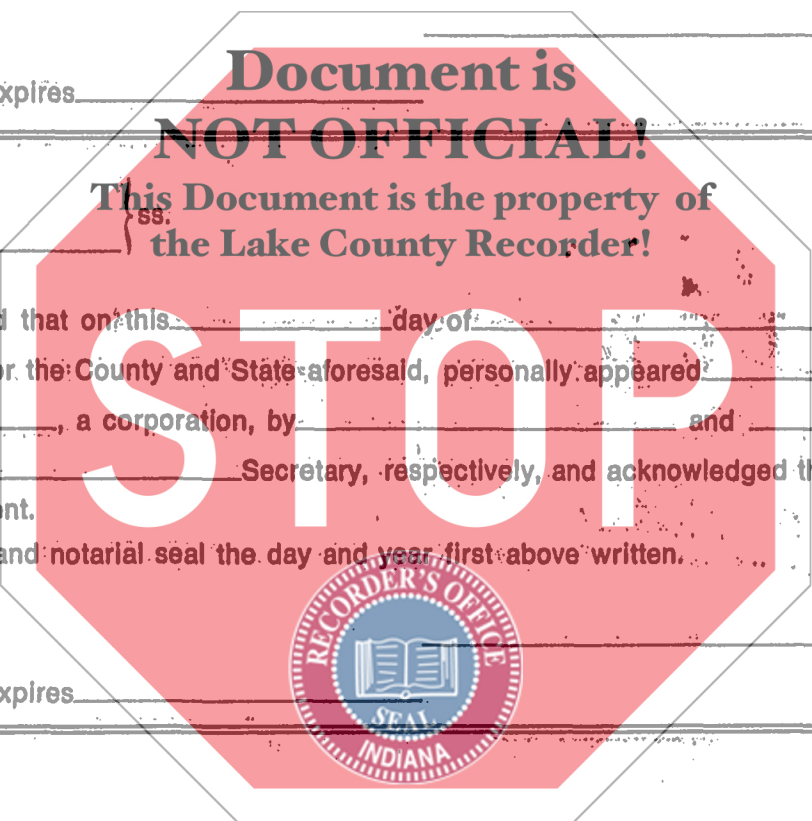 Document is
xpires
NOT OFFICIAL!
This Document is the property of
ss.
the Lake County Recorder!
that on this day of
the County and State aforesaid, personally appeared
, a corporation, by and
Secretary, respectively, and acknowledged
nt.
and notarial seal the day and year first above written.
STOP
RECORDER'S OFFICE
SEAL
INDIANA
xpires